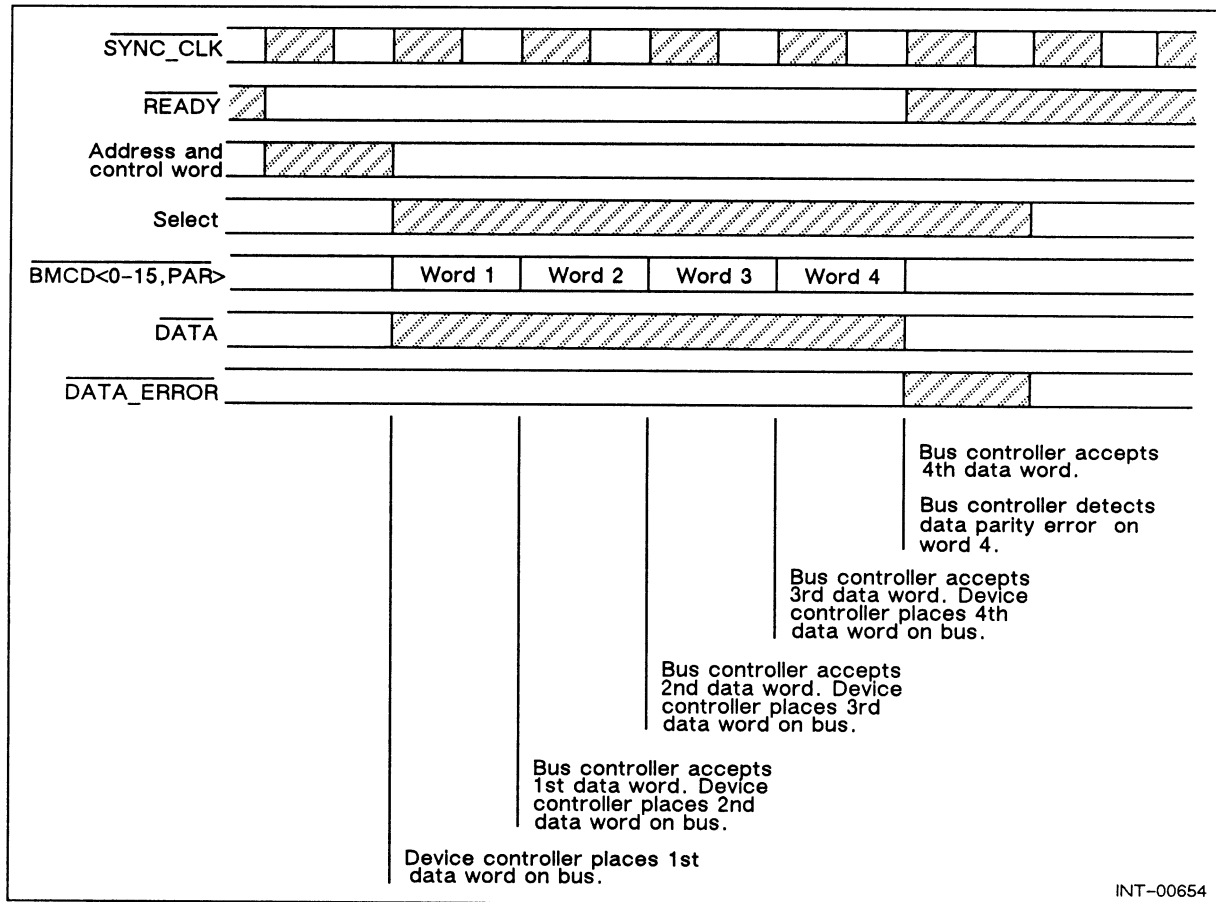 SYNC_CLK
READY
Address and
control word
Select
BMCD<0-15,PAR>
Word 1 Word 2 Word 3 Word 4
DATA
DATA_ERROR
Bus controller accepts
4th data word.
Bus controller detects
data parity error on
word 4.
Bus controller accepts
3rd data word. Device
controller places 4th
data word on bus.
Bus controller accepts
2nd data word. Device
controller places 3rd
data word on bus.
Bus controller accepts
1st data word. Device
controller places 2nd
data word on bus.
Device controller places 1st
data word on bus.
INT-00654